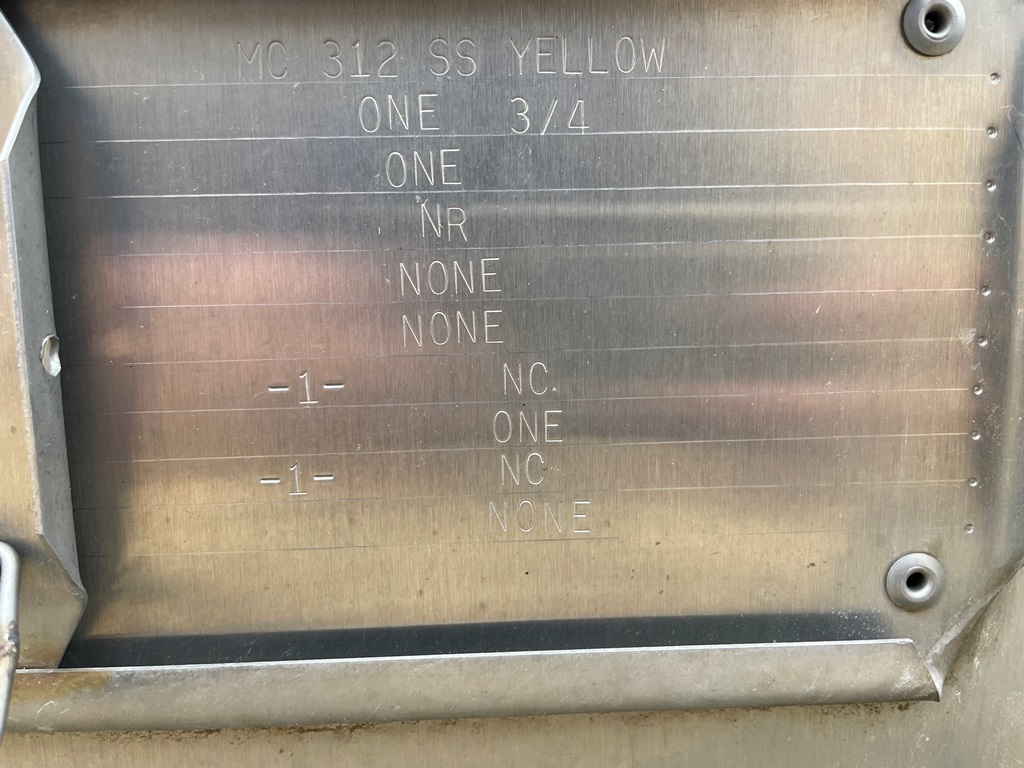 MC 312 SS YELLOW
ONE 3/4
ONE
NR
NONE
NONE
-1- NC.
ONE
-1- NC
NONE